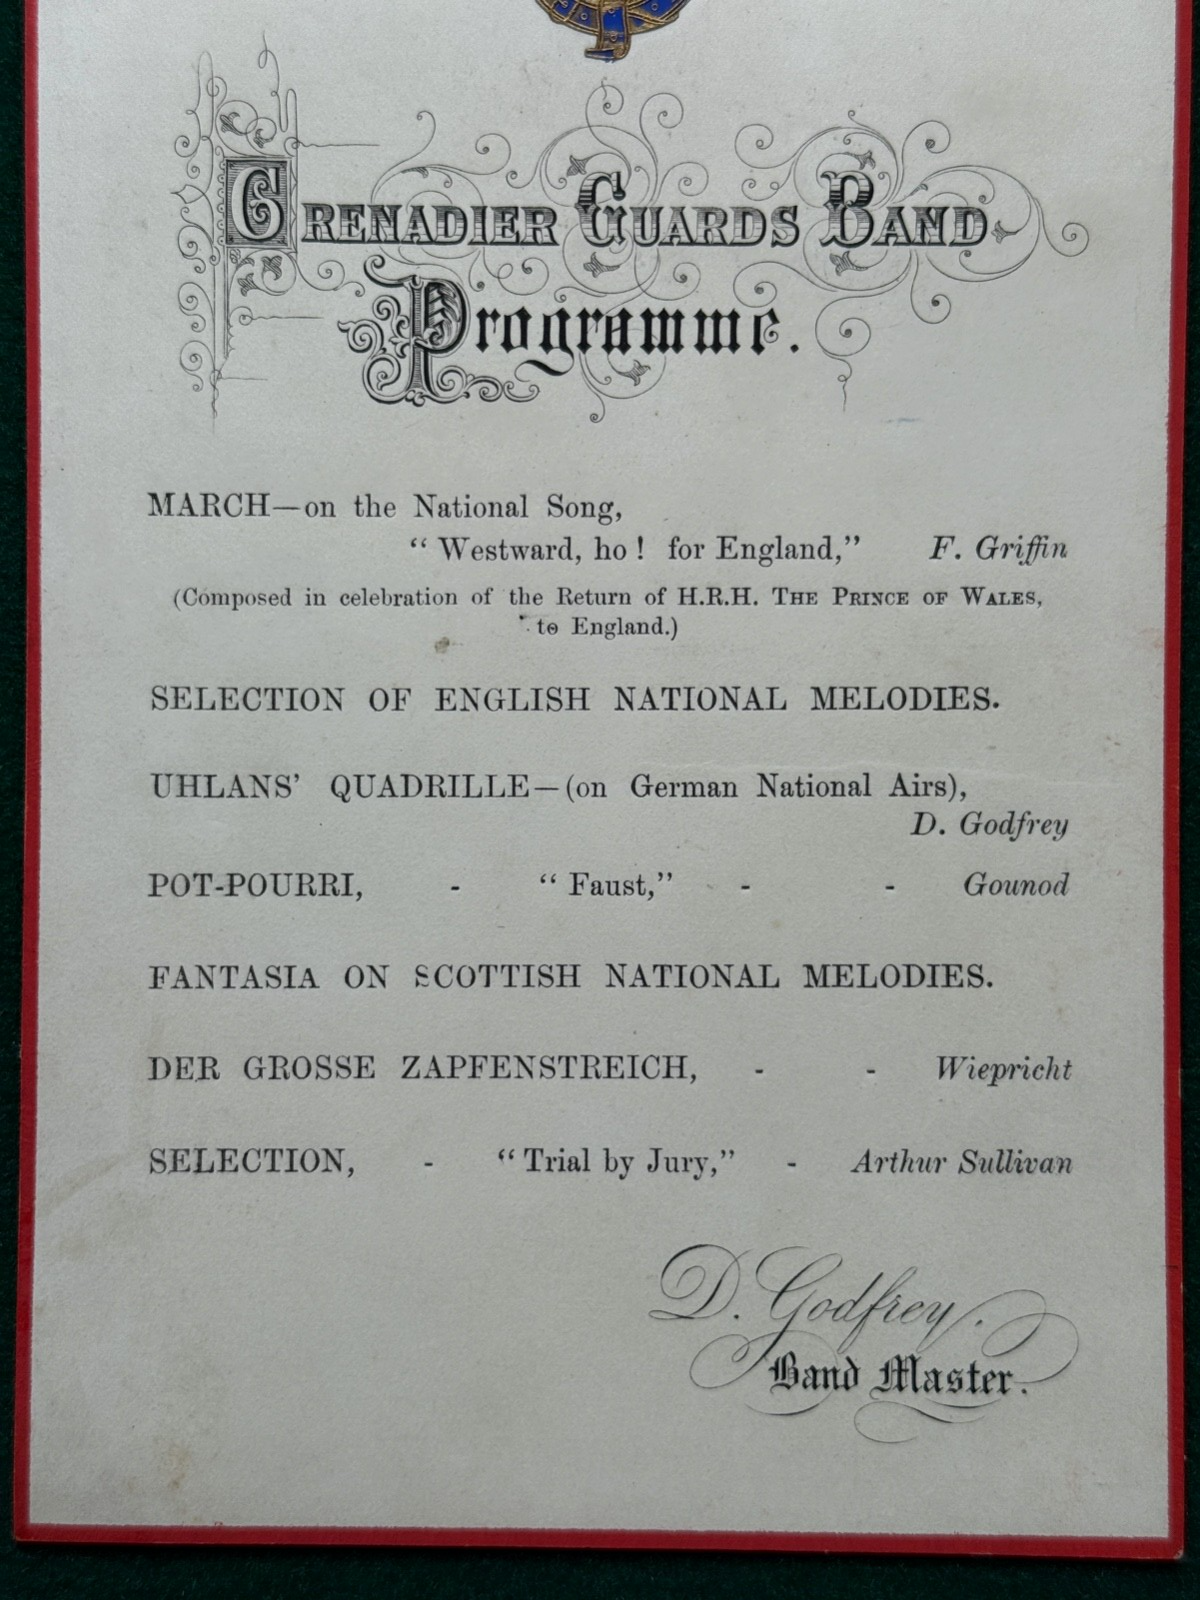 Grenadier Guards Band
Programme.
MARCH—on the National Song,
“Westward, ho! for England,” F. Griffin
(Composed in celebration of the Return of H.R.H. The Prince of Wales,
to England.)
SELECTION OF ENGLISH NATIONAL MELODIES.
UHLANS’ QUADRILLE—(on German National Airs),
D. Godfrey
POT-POURRI, - “Faust,” - - Gounod
FANTASIA ON SCOTTISH NATIONAL MELODIES.
DER GROSSE ZAPFENSTREICH, - - Wiepricht
SELECTION, - “Trial by Jury,” - Arthur Sullivan
D. Godfrey.
Band Master.